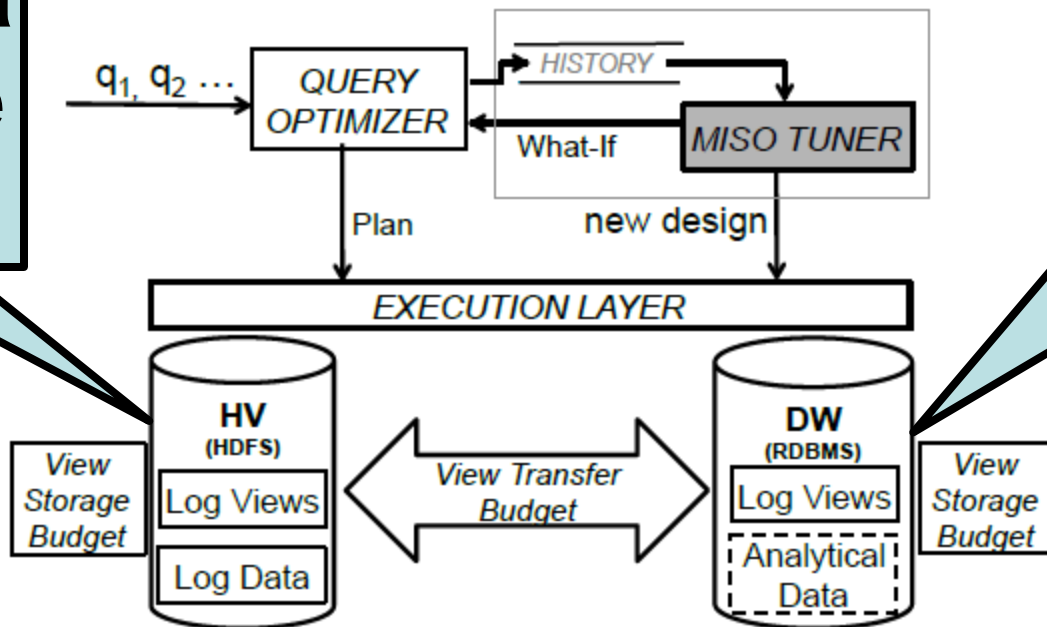 q1, q2 ...
QUERY
OPTIMIZER
HISTORY
What-If
MISO TUNER
Plan
new design
EXECUTION LAYER
HV
(HDFS)
Log Views
Log Data
View
Storage
Budget
View Transfer
Budget
DW
(RDBMS)
Log Views
Analytical
Data
View
Storage
Budget